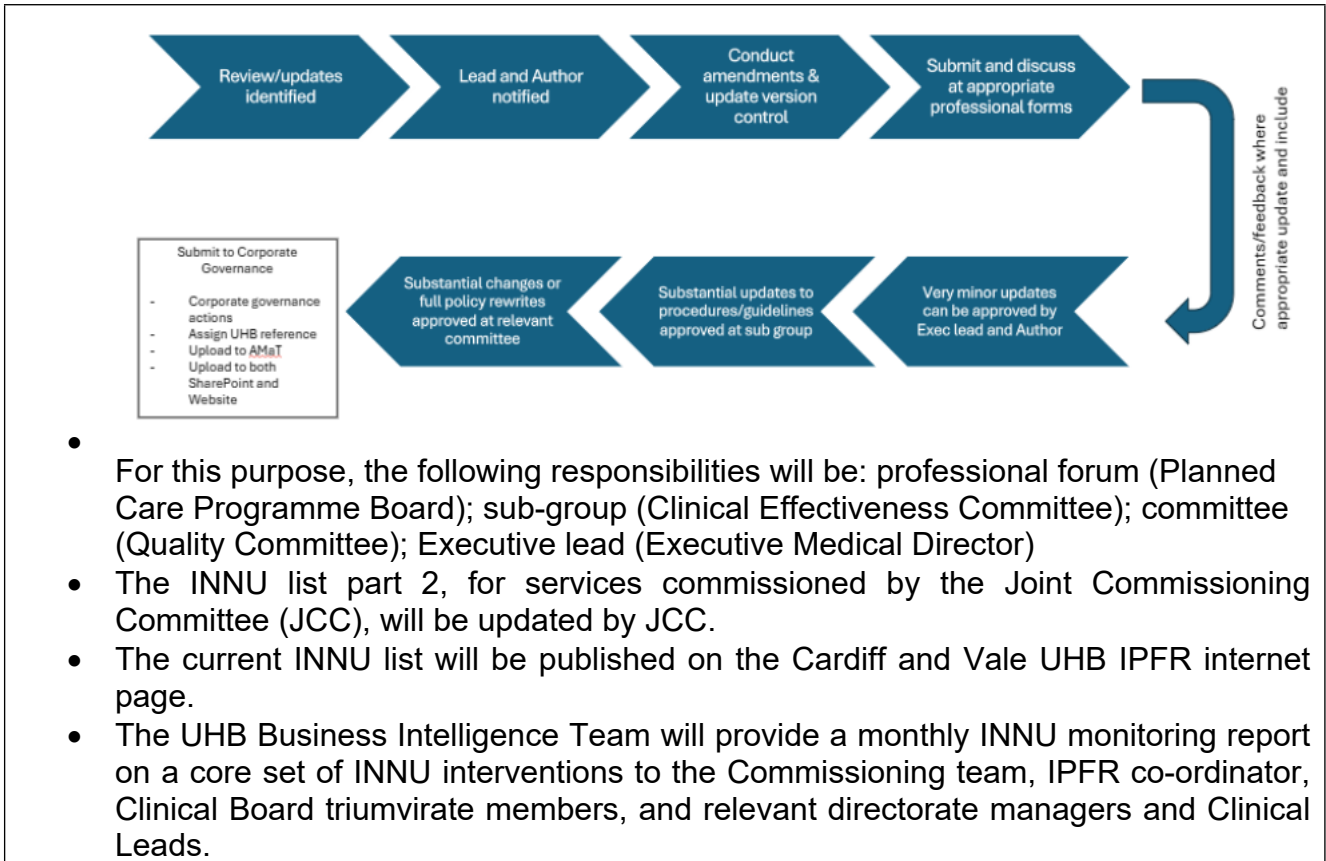 Review/updates
identified
Lead and Author
notified
Conduct
amendments &
update version
control
Submit and discuss
at appropriate
professional forms
Comments/feedback where
appropriate update and include
Very minor updates
can be approved by
Exec lead and Author
Substantial updates to
procedures/guidelines
approved at sub group
Substantial changes or
full policy rewrites
approved at relevant
committee
Submit to Corporate
Governance
- Corporate governance
actions
- Assign UHB reference
- Upload to AMaT
- Upload to both
SharePoint and
Website
•
For this purpose, the following responsibilities will be: professional forum (Planned
Care Programme Board); sub-group (Clinical Effectiveness Committee); committee
(Quality Committee); Executive lead (Executive Medical Director)
• The INNU list part 2, for services commissioned by the Joint Commissioning
Committee (JCC), will be updated by JCC.
• The current INNU list will be published on the Cardiff and Vale UHB IPFR internet
page.
• The UHB Business Intelligence Team will provide a monthly INNU monitoring report
on a core set of INNU interventions to the Commissioning team, IPFR co-ordinator,
Clinical Board triumvirate members, and relevant directorate managers and Clinical
Leads.